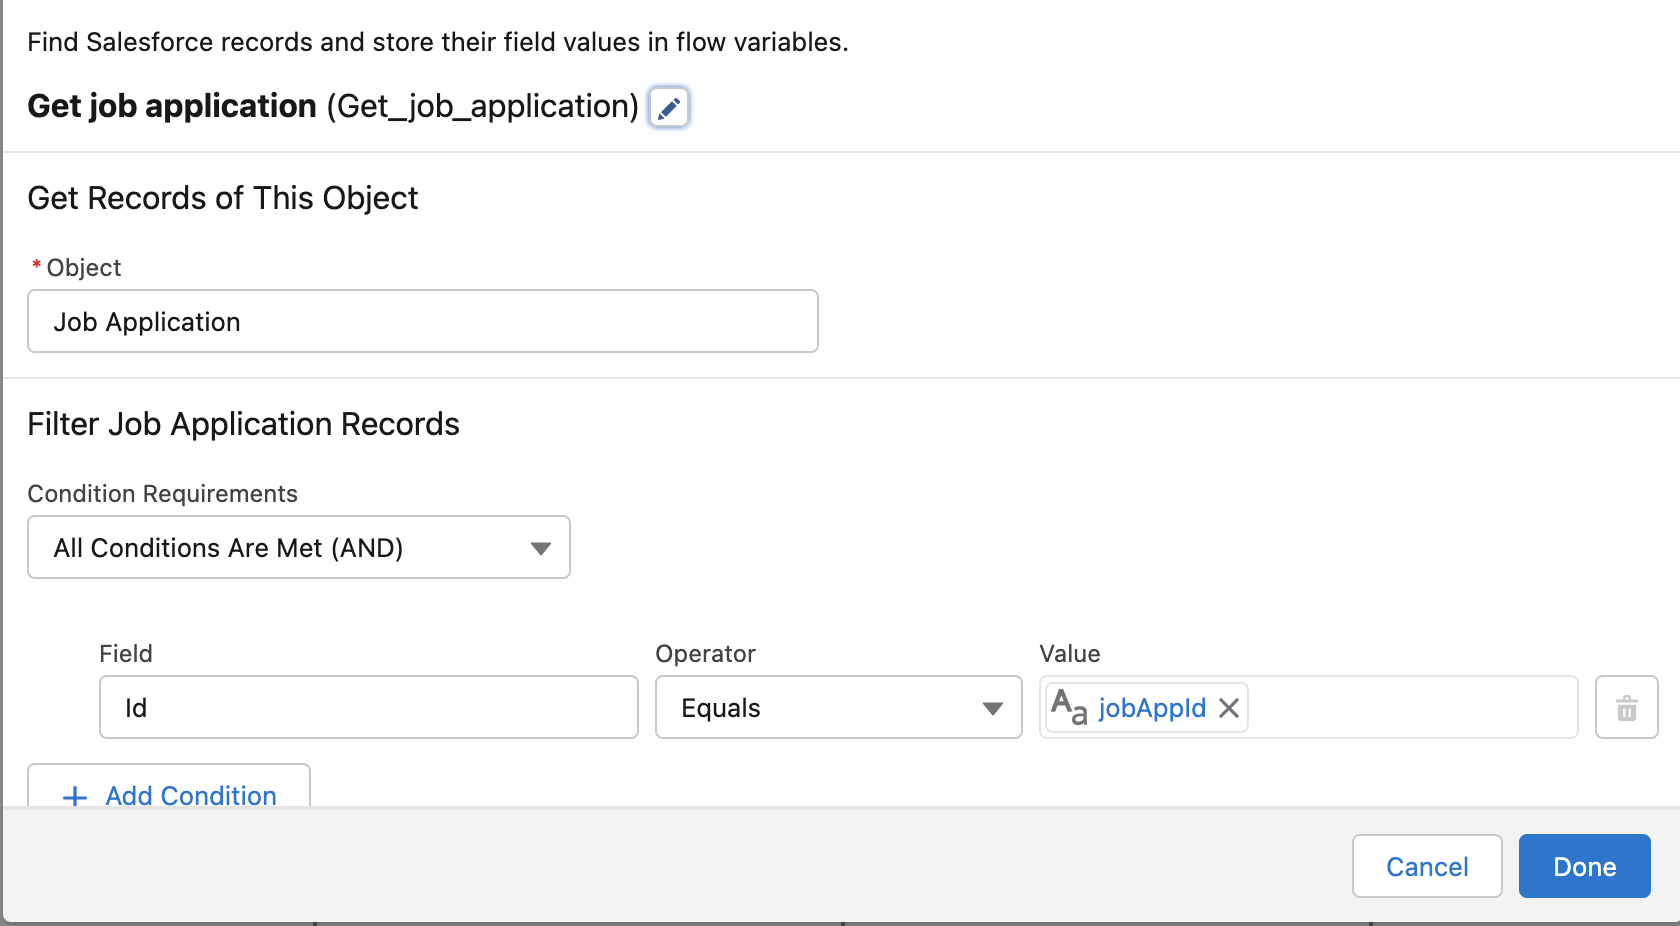 Find Salesforce records and store their field values in flow variables.
Get job application (Get_job_application)
Get Records of This Object
* Object
Job Application
Filter Job Application Records
Condition Requirements
All Conditions Are Met (AND)
Field Operator Value
Id Equals Aa jobAppId
+ Add Condition
Cancel Done